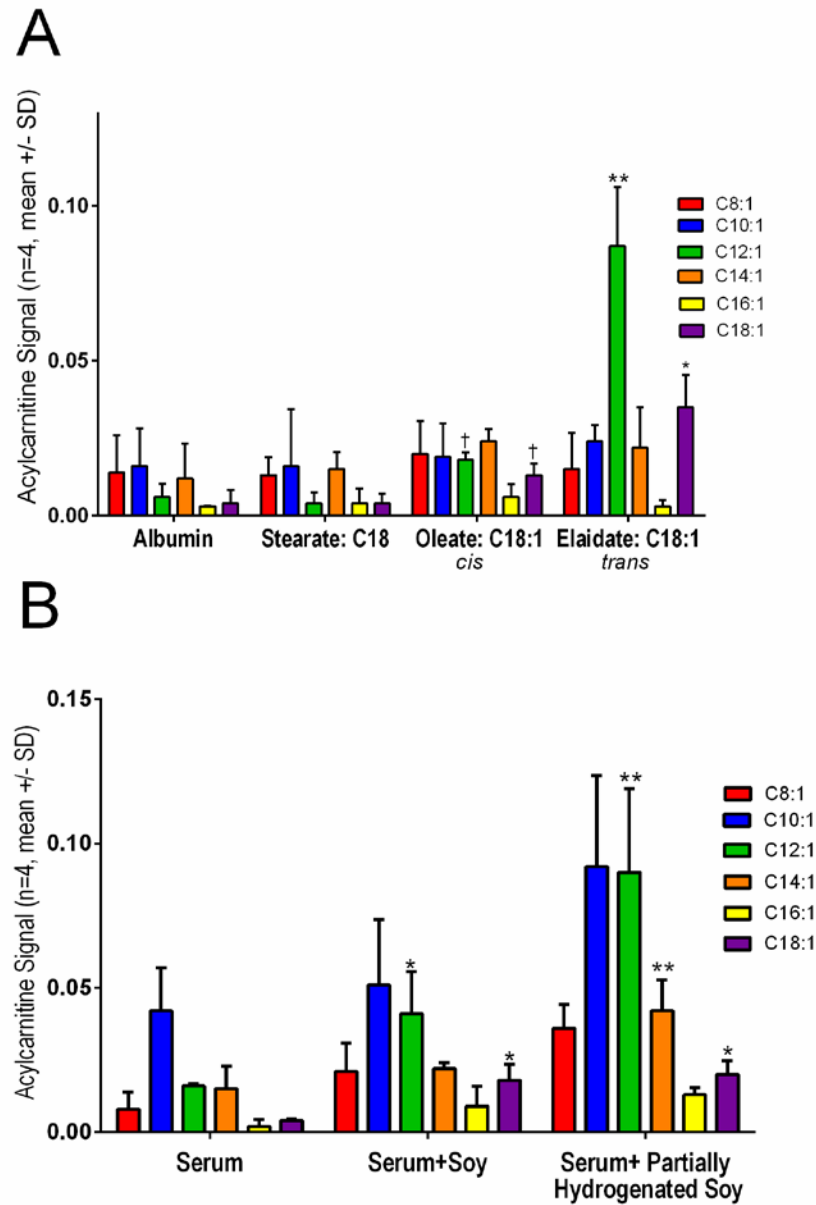 A
Acylcarnitine Signal (n=4, mean +/- SD)
0.10
0.05
0.00
**
*
†
†
C8:1
C10:1
C12:1
C14:1
C16:1
C18:1
Albumin
Stearate: C18
Oleate: C18:1
cis
Elaidate: C18:1
trans
B
Acylcarnitine Signal (n=4, mean +/- SD)
0.15
0.10
0.05
0.00
*
*
**
**
*
C8:1
C10:1
C12:1
C14:1
C16:1
C18:1
Serum
Serum+Soy
Serum+ Partially
Hydrogenated Soy